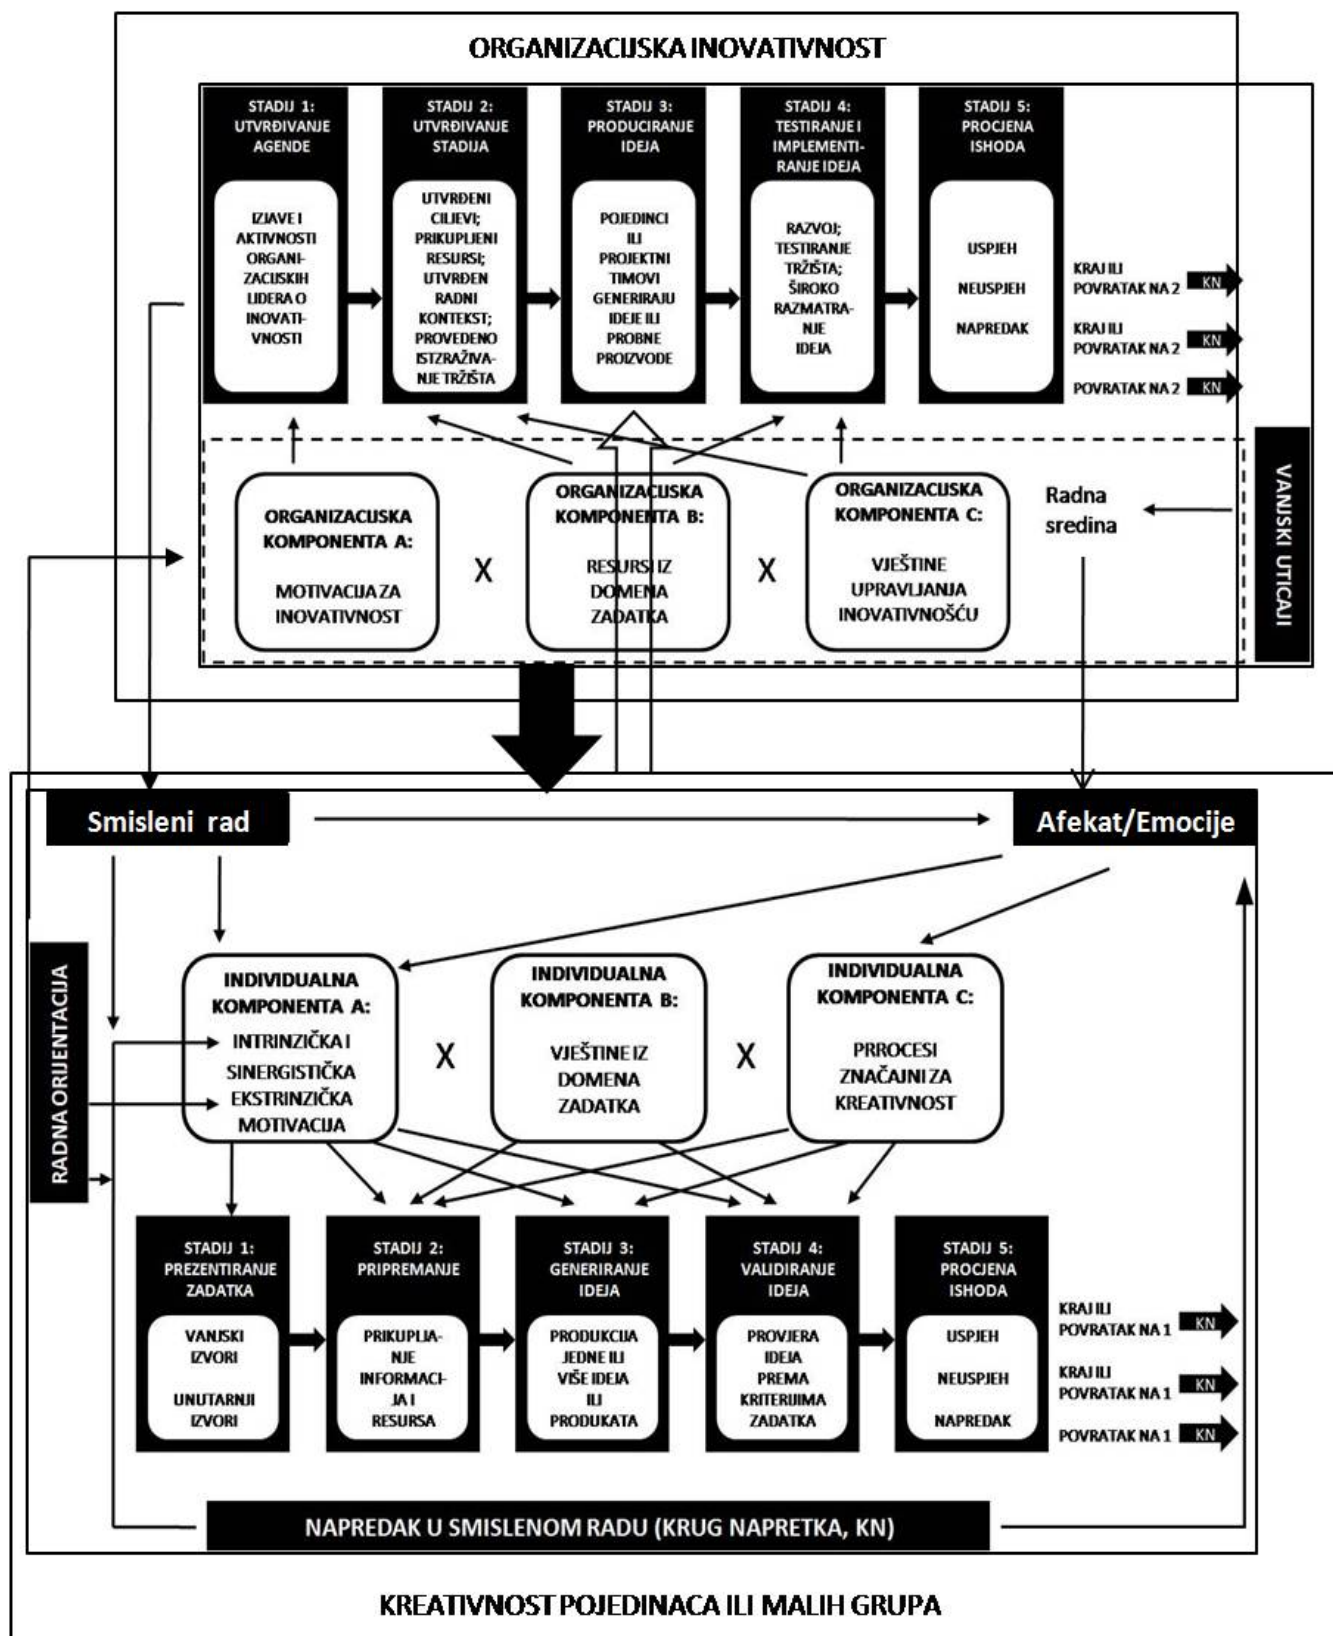 ORGANIZACIJSKA INOVATIVNOST
STADIJ 1:
UTVRĐIVANJE
AGENDE
IZJAVE I
AKTIVNOSTI
ORGANI-
ZACIJSKIH
LIDERA O
INOVATI-
VNOSTI
STADIJ 2:
UTVRĐIVANJE
STADIJA
UTVRĐENI
CILJEVI;
PRIKUPLJENI
RESURSI;
UTVRĐEN
RADNI
KONTEKST;
PROVEDENO
ISTZRAŽIVA-
NJE TRŽIŠTA
STADIJ 3:
PRODUCIRANJE
IDEJA
POJEDINCI
ILI
PROJEKTNI
TIMOVI
GENERIRAJU
IDEJE ILI
PROBNE
PROIZVODE
STADIJ 4:
TESTIRANJE I
IMPLEMENTI-
RANJE IDEJA
RAZVOJ;
TESTIRANJE
TRŽIŠTA;
ŠIROKO
RAZMATRA-
NJE
IDEJA
STADIJ 5:
PROCJENA
ISHODA
USPJEH
NEUSPJEH
NAPREDAK
KRAJ ILI
POVRATAK NA 2
KN
KRAJ ILI
POVRATAK NA 2
KN
POVRATAK NA 2
KN
ORGANIZACIJSKA
KOMPONENTA A:
MOTIVACIJA ZA
INOVATIVNOST
X
ORGANIZACIJSKA
KOMPONENTA B:
RESURSI IZ
DOMENA
ZADATKA
X
ORGANIZACIJSKA
KOMPONENTA C:
VJEŠTINE
UPRAVLJANJA
INOVATIVNOŠĆU
Radna
sredina
VANJSKI UTICAJI
Smisleni rad
Afekat/Emocije
RADNA ORIJENTACIJA
INDIVIDUALNA
KOMPONENTA A:
INTRINZIČKA I
SINERGISTIČKA
EKSTRINZIČKA
MOTIVACIJA
X
INDIVIDUALNA
KOMPONENTA B:
VJEŠTINE IZ
DOMENA
ZADATKA
X
INDIVIDUALNA
KOMPONENTA C:
PRROCESI
ZNAČAJNI ZA
KREATIVNOST
STADIJ 1:
PREZENTIRANJE
ZADATKA
VANJSKI
IZVORI
UNUTARNJI
IZVORI
STADIJ 2:
PRIPREMANJE
PRIKUPLJA-
NJE
INFORMACI-
JA I
RESURSA
STADIJ 3:
GENERIRANJE
IDEJA
PRODUKCIJA
JEDNE ILI
VIŠE IDEJA
ILI
PRODUKATA
STADIJ 4:
VALIDIRANJE
IDEJA
PROVJERA
IDEJA
PREMA
KRITERIJIMA
ZADATKA
STADIJ 5:
PROCJENA
ISHODA
USPJEH
NEUSPJEH
NAPREDAK
KRAJ ILI
POVRATAK NA 1
KN
KRAJ ILI
POVRATAK NA 1
KN
POVRATAK NA 1
KN
NAPREDAK U SMISLENOM RADU (KRUG NAPRETKA, KN)
KREATIVNOST POJEDINACA ILI MALIH GRUPA